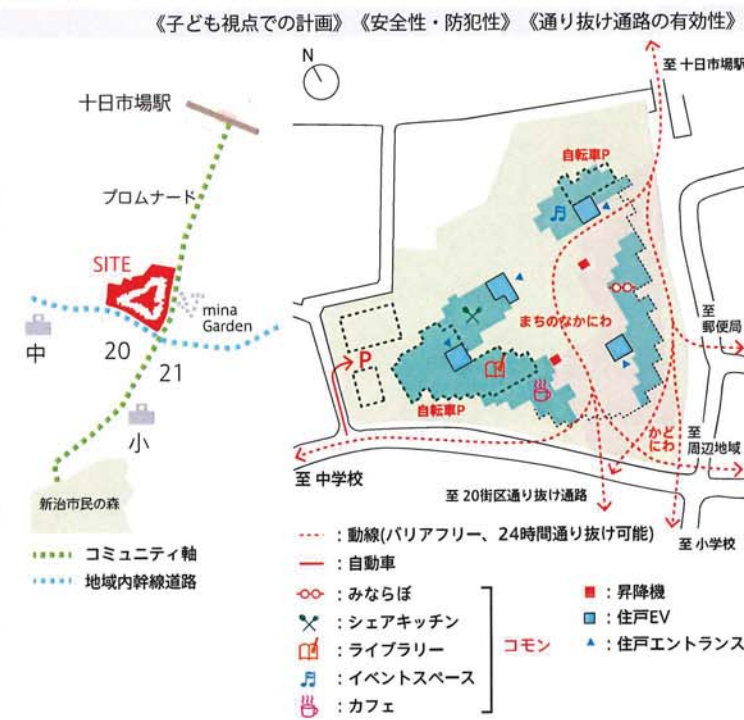 《子ども視点での計画》《安全性・防犯性》《通り抜け通路の有効性》
十日市場駅
プロムナード
SITE
mina
Garden
中
20
21
小
新治市民の森
コミュニティ軸
地域内幹線道路
N
至 十日市場駅
自転車P
まちのなかにわ
至
郵便局
P
自転車P
かど
にわ
至
周辺地域
至 中学校
至 20街区通り抜け通路
至 小学校
: 動線(バリアフリー、24時間通り抜け可能)
: 自動車
: みならぼ
: シェアキッチン
: ライブラリー
: イベントスペース
: カフェ
コモン
: 昇降機
: 住戸EV
: 住戸エントランス